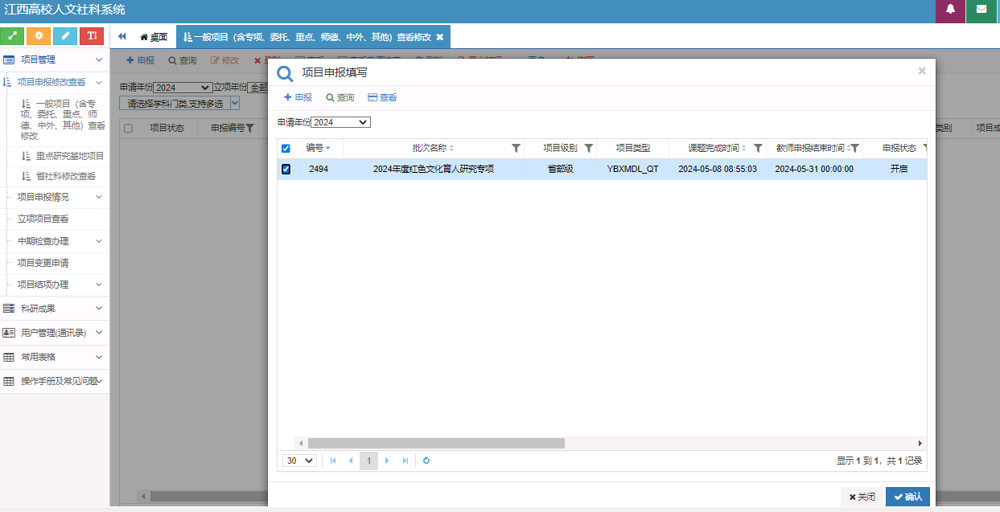 江西高校人文社科系统
桌面
一般项目（含专项、委托、重点、师德、中外、其他）查看修改
项目管理
项目申报修改查看
一般项目（含专
项、委托、重点、师
德、中外、其他）查看
修改
重点研究基地项目
省社科修改查看
项目申报情况
立项项目查看
中期检查办理
项目变更申请
项目结项办理
科研成果
用户管理(通讯录)
常用表格
操作手册及常见问题
申报 查询 修改
申请年份 2024 立项年份 全部
请选择学科门类,支持多选
项目状态 申报编号
类别 项目成
项目申报填写
申报 查询 查看
申请年份 2024
编号 批次名称 项目级别 项目类型 课题完成时间 教师申报结束时间 申报状态
2494 2024年度红色文化育人研究专项 省部级 YBXMDL_QT 2024-05-08 08:55:03 2024-05-31 00:00:00 开启
30 1 显示 1 到 1，共 1 记录
关闭 确认